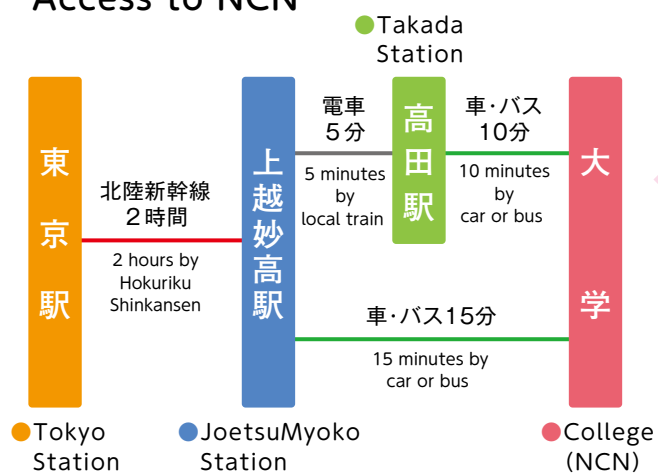 Access to NCN
●Takada
Station
東京駅
北陸新幹線
2時間
2 hours by
Hokuriku
Shinkansen
上越妙高駅
電車
5分
5 minutes
by
local train
高田駅
車・バス
10分
10 minutes
by
car or bus
大学
車・バス15分
15 minutes by
car or bus
●Tokyo
Station
●JoetsuMyoko
Station
●College
(NCN)